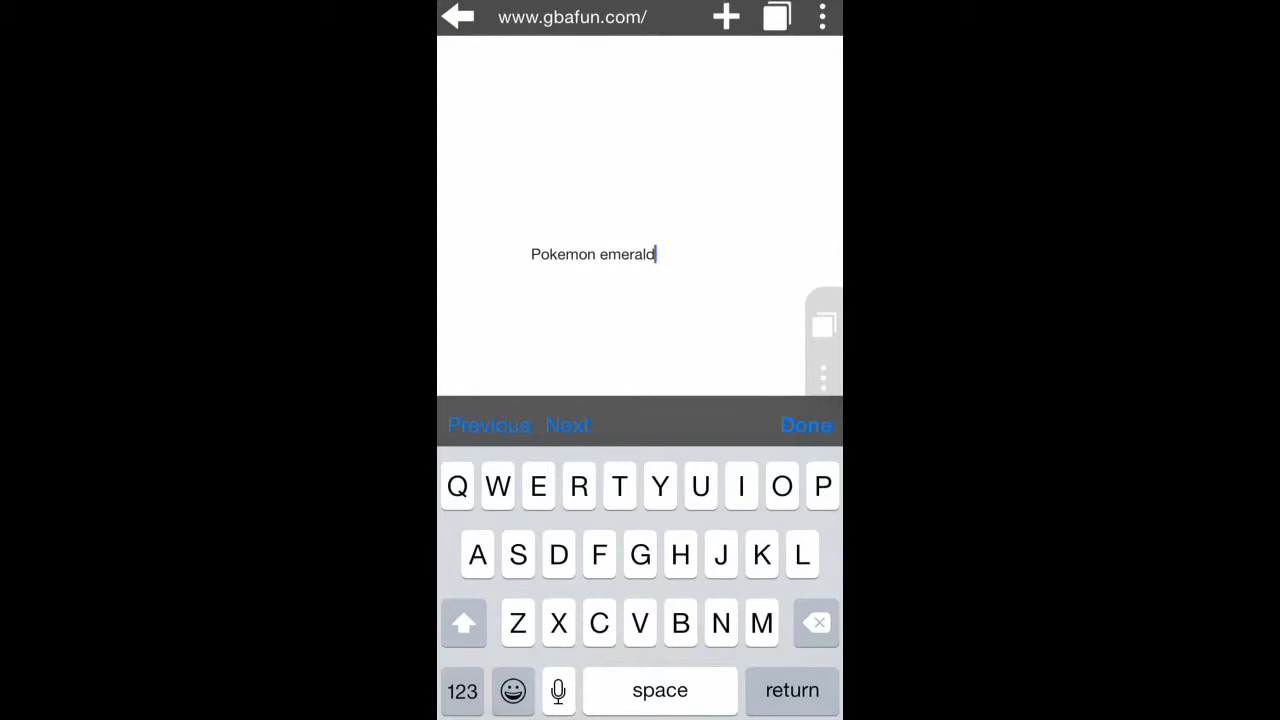 www.gbafun.com/
Pokemon emerald
Previous Next Done
Q W E R T Y U I O P
A S D F G H J K L
Z X C V B N M
123 space return